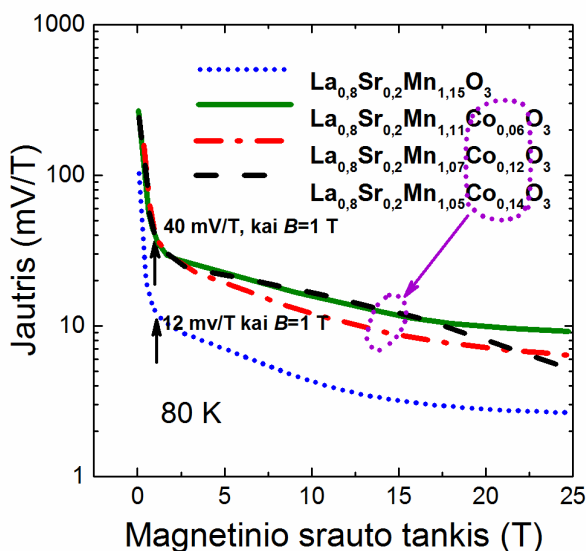 1000
100
10
1
Jautris (mV/T)
La0,8Sr0,2Mn1,15O3
La0,8Sr0,2Mn1,11Co0,06O3
La0,8Sr0,2Mn1,07Co0,12O3
La0,8Sr0,2Mn1,05Co0,14O3
40 mV/T, kai B=1 T
12 mv/T kai B=1 T
80 K
0 5 10 15 20 25
Magnetinio srauto tankis (T)